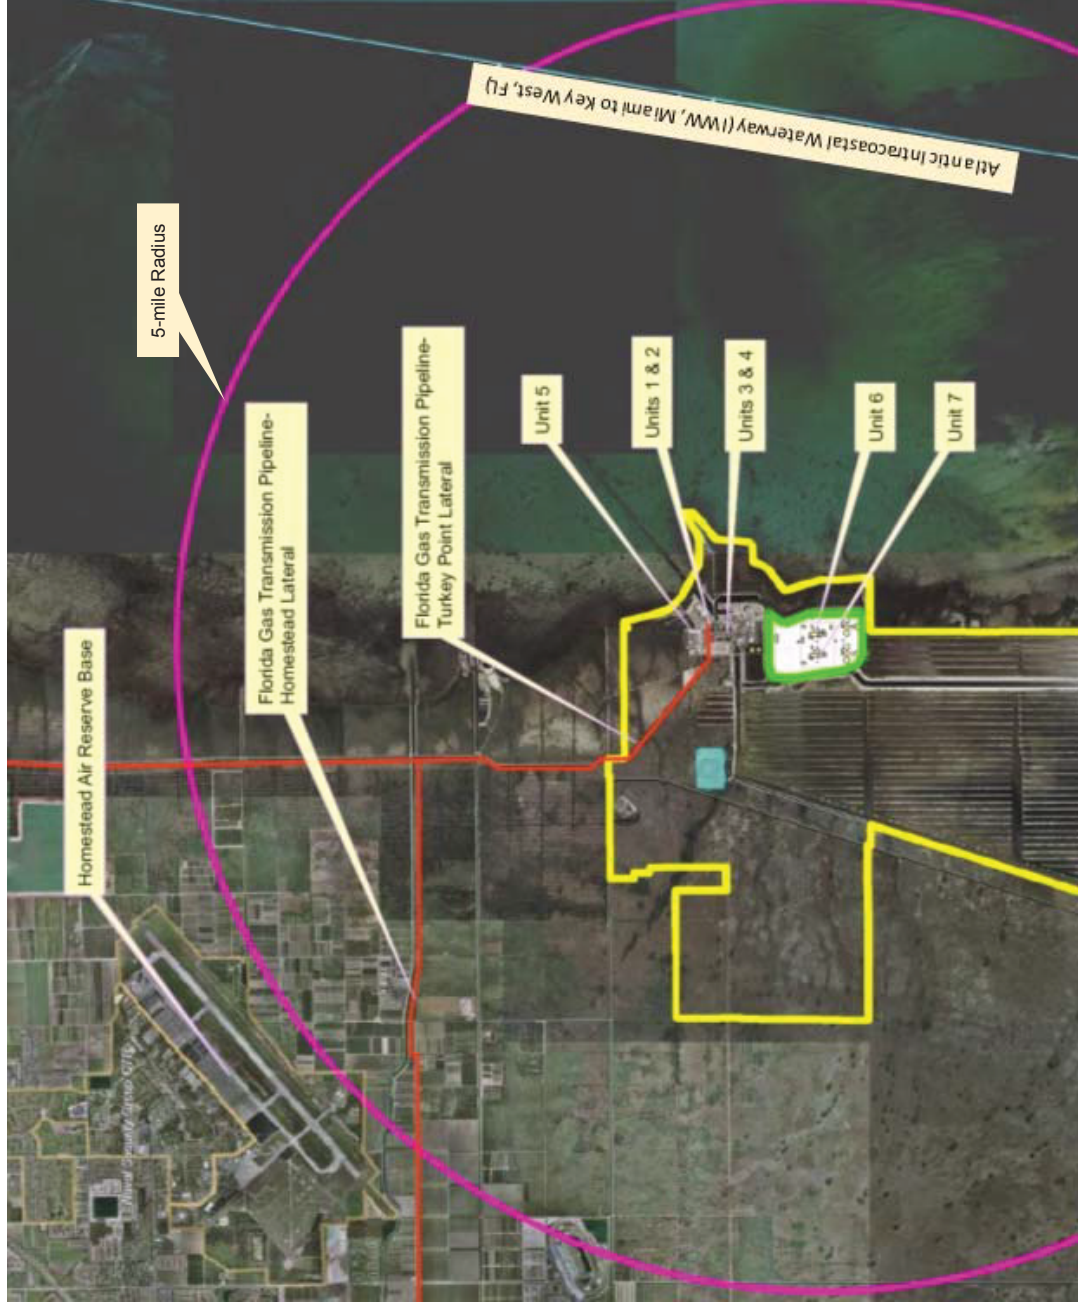 Atlantic Intracoastal Waterway (IWW, Miami to Key West, FL)
5-mile Radius
Florida Gas Transmission Pipeline-
Homestead Lateral
Florida Gas Transmission Pipeline-
Turkey Point Lateral
Homestead Air Reserve Base
Unit 5
Units 1 & 2
Units 3 & 4
Unit 6
Unit 7